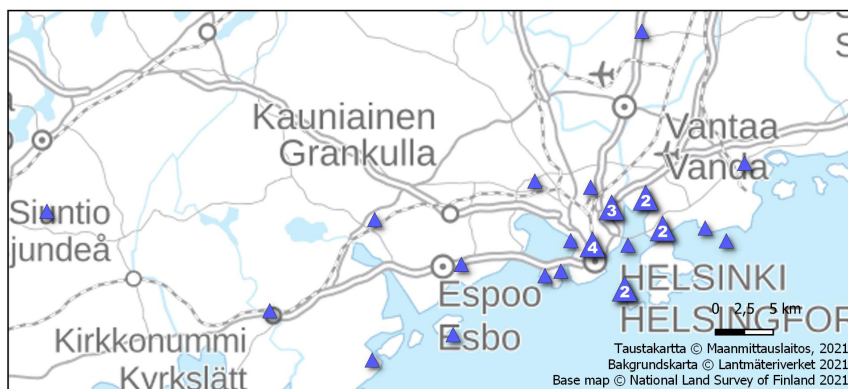 Kauniainen
Grankulla
Vantaa
Vanda
Siuntio
jundeå
2
3
2
4
2
HELSINKI
HELSINGFOR
Espoo
Esbo
0 2,5 5 km
Kirkkonummi
Kyrkslätt
Taustakartta © Maanmittauslaitos, 2021
Bakgrundskarta © Lantmäteriverket 2021
Base map © National Land Survey of Finland 2021